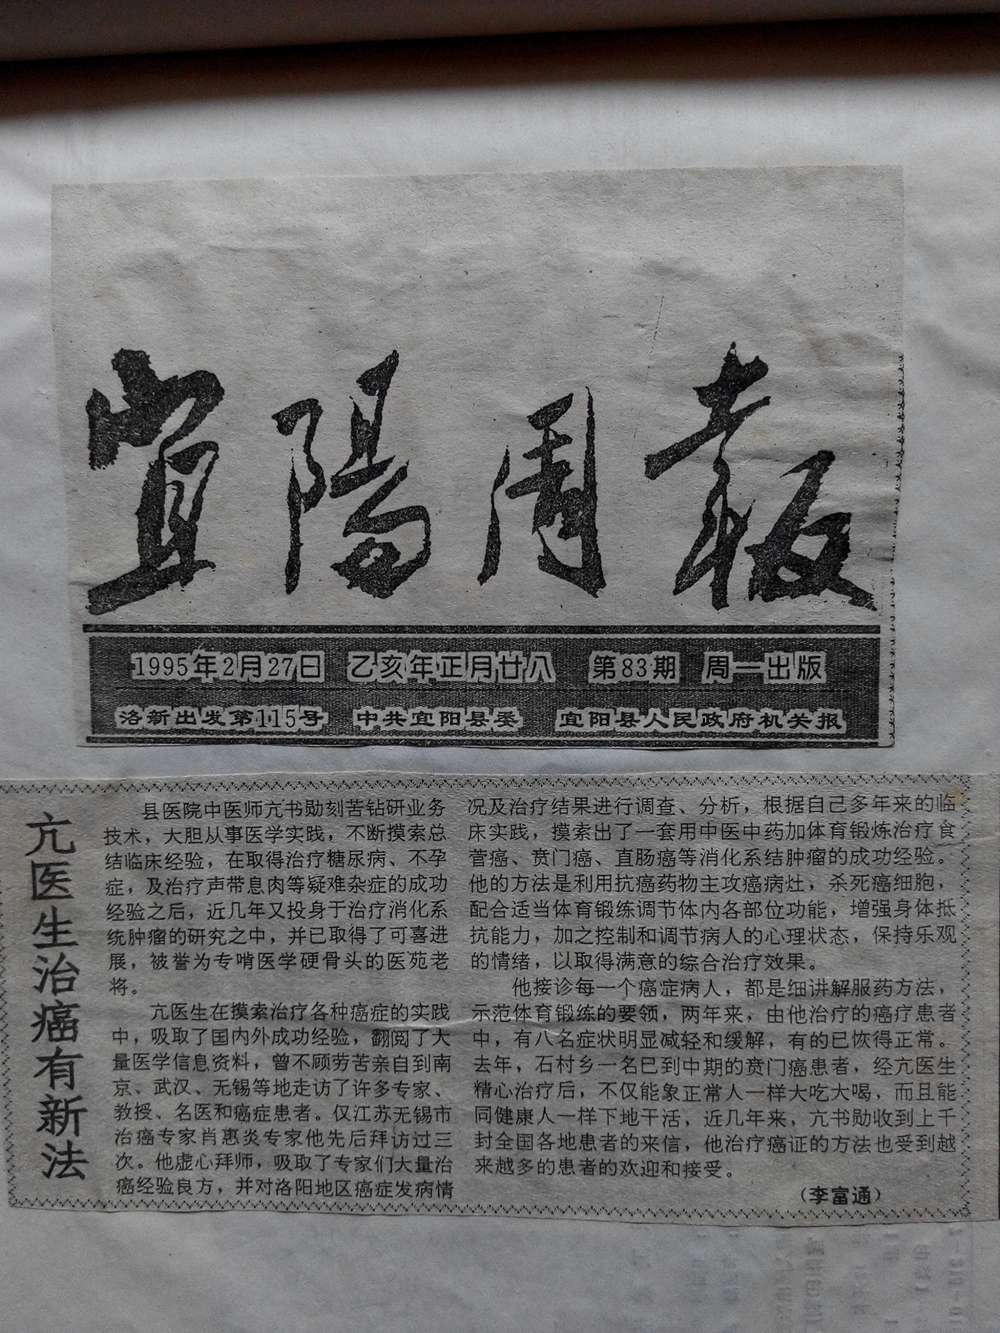 宜陽周報
1995年2月27日 乙亥年正月廿八 第83期 周一出版
洛新出发第115号 中共宜阳县委 宜阳县人民政府机关报
亢医生治癌有新法
县医院中医师亢书勋刻苦钻研业务
技术，大胆从事医学实践，不断摸索总
结临床经验，在取得治疗糖尿病、不孕
症，及治疗声带息肉等疑难杂症的成功
经验之后，近几年又投身于治疗消化系
统肿瘤的研究之中，并已取得了可喜进
展，被誉为专啃医学硬骨头的医苑老
将。
亢医生在摸索治疗各种癌症的实践
中，吸取了国内外成功经验，翻阅了大
量医学信息资料，曾不顾劳苦亲自到南
京、武汉、无锡等地走访了许多专家、
教授、名医和癌症患者。仅江苏无锡市
治癌专家肖惠炎专家他先后拜访过三
次。他虚心拜师，吸取了专家们大量治
癌经验良方，并对洛阳地区癌症发病情
况及治疗结果进行调查、分析，根据自己多年来的临
床实践，摸索出了一套用中医中药加体育锻炼治疗食
管癌、贲门癌、直肠癌等消化系结肿瘤的成功经验。
他的方法是利用抗癌药物主攻癌病灶，杀死癌细胞，
配合适当体育锻练调节体内各部位功能，增强身体抵
抗能力，加之控制和调节病人的心理状态，保持乐观
的情绪，以取得满意的综合治疗效果。
他接诊每一个癌症病人，都是细讲解服药方法，
示范体育锻练的要领，两年来，由他治疗的癌疗患者
中，有八名症状明显减轻和缓解，有的已恢得正常。
去年，石村乡一名巳到中期的贲门癌患者，经亢医生
精心治疗后，不仅能象正常人一样大吃大喝，而且能
同健康人一样下地干活，近几年来，亢书勋收到上千
封全国各地患者的来信，他治疗癌证的方法也受到越
来越多的患者的欢迎和接受。
（李富通）